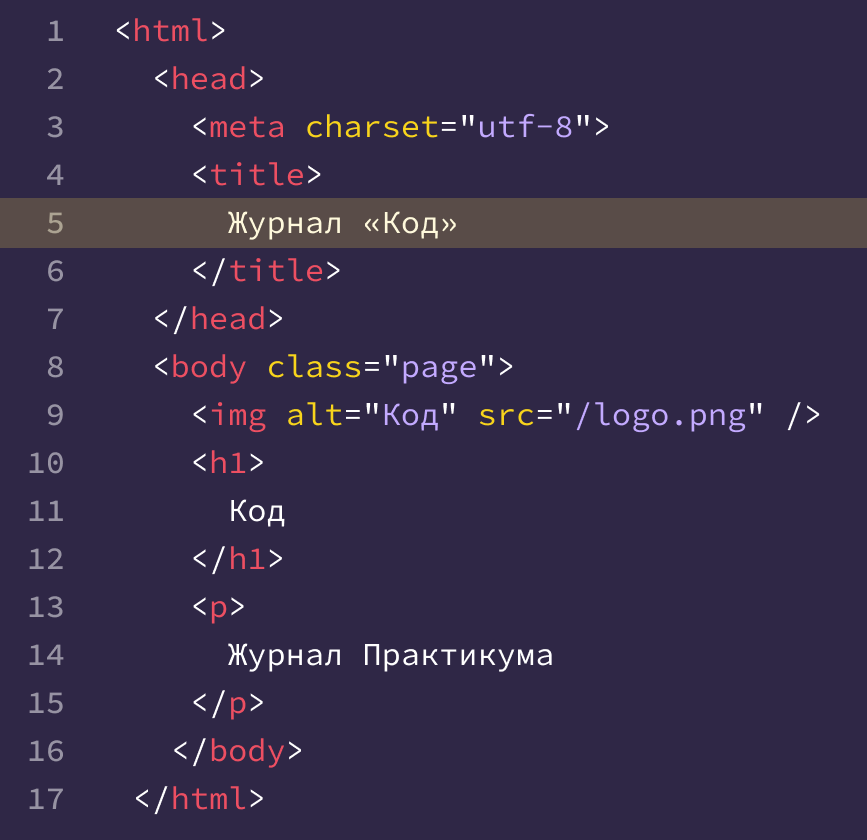 1 <html>
2 <head>
3 <meta charset="utf-8">
4 <title>
5 Журнал «Код»
6 </title>
7 </head>
8 <body class="page">
9 <img alt="Код" src="/logo.png" />
10 <h1>
11 Код
12 </h1>
13 <p>
14 Журнал Практикума
15 </p>
16 </body>
17 </html>